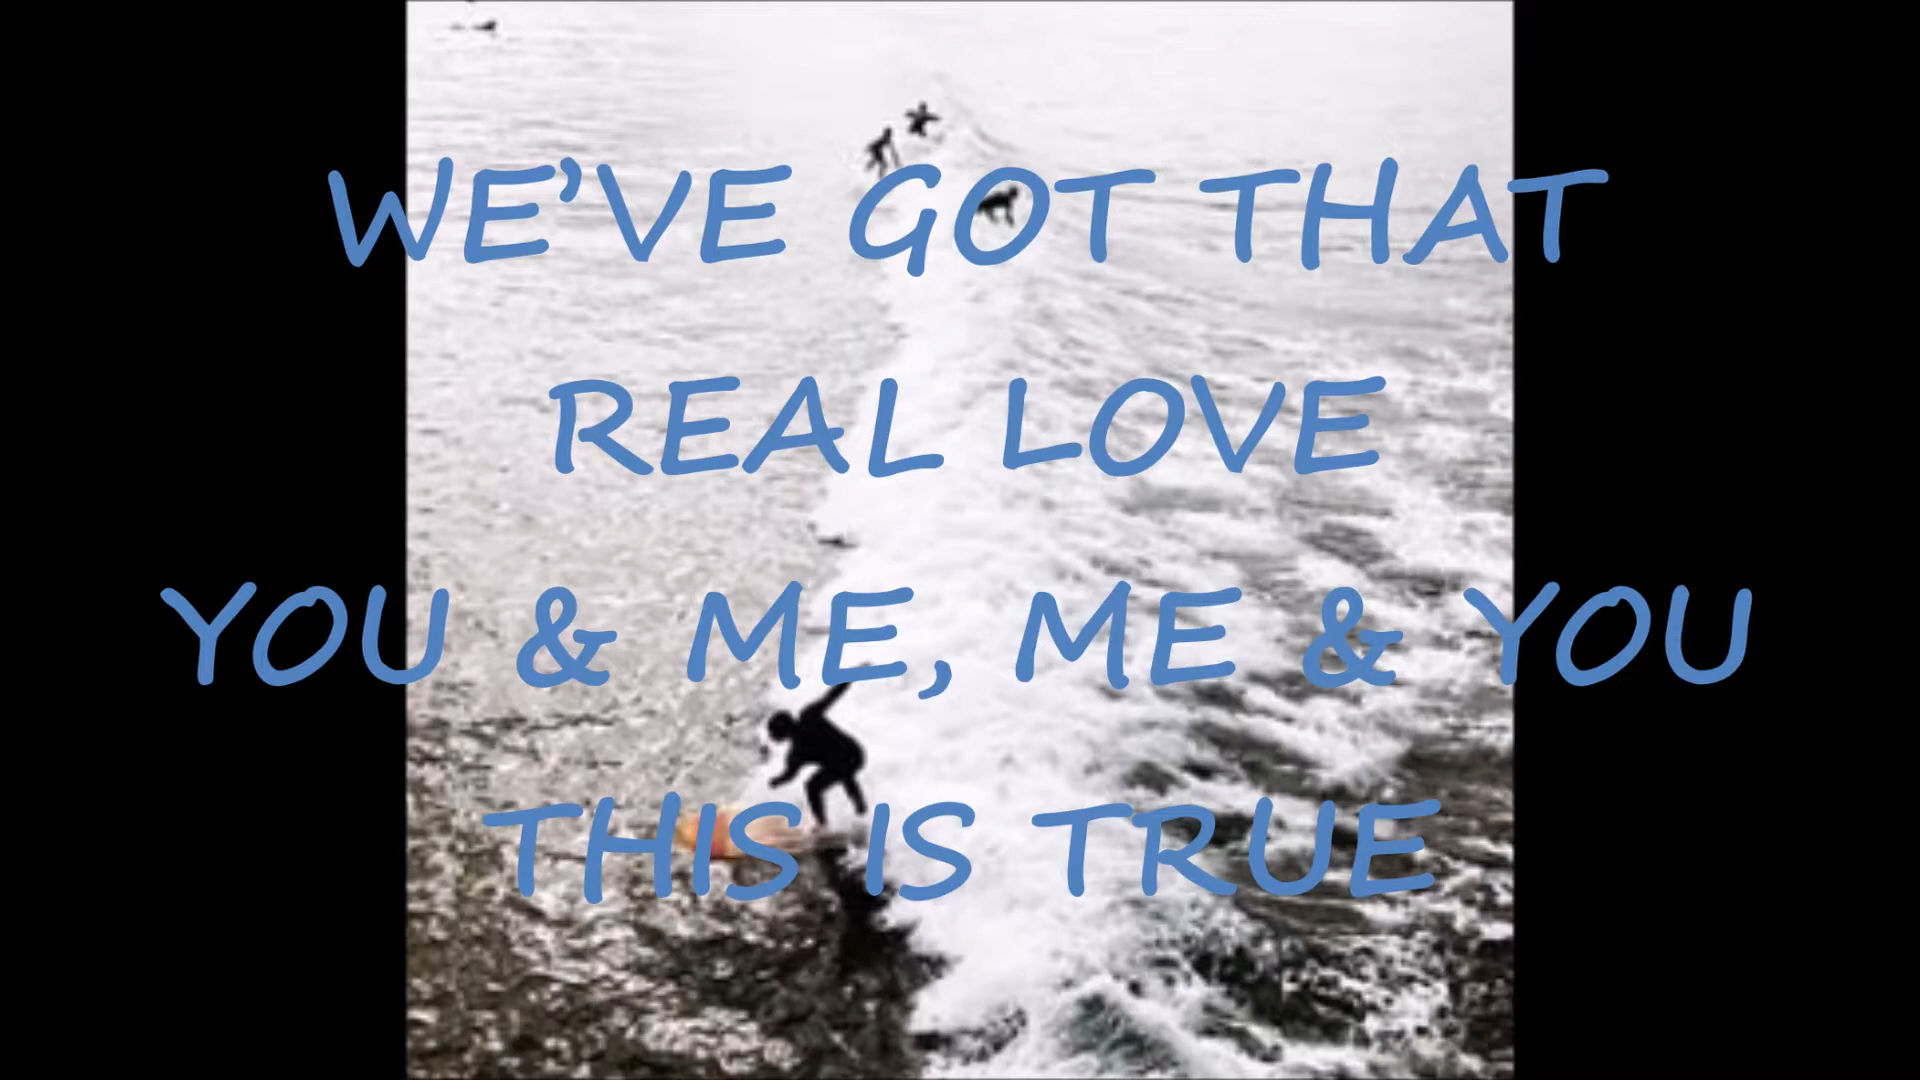 WE’VE GOT THAT
REAL LOVE
YOU & ME, ME & YOU
THIS IS TRUE